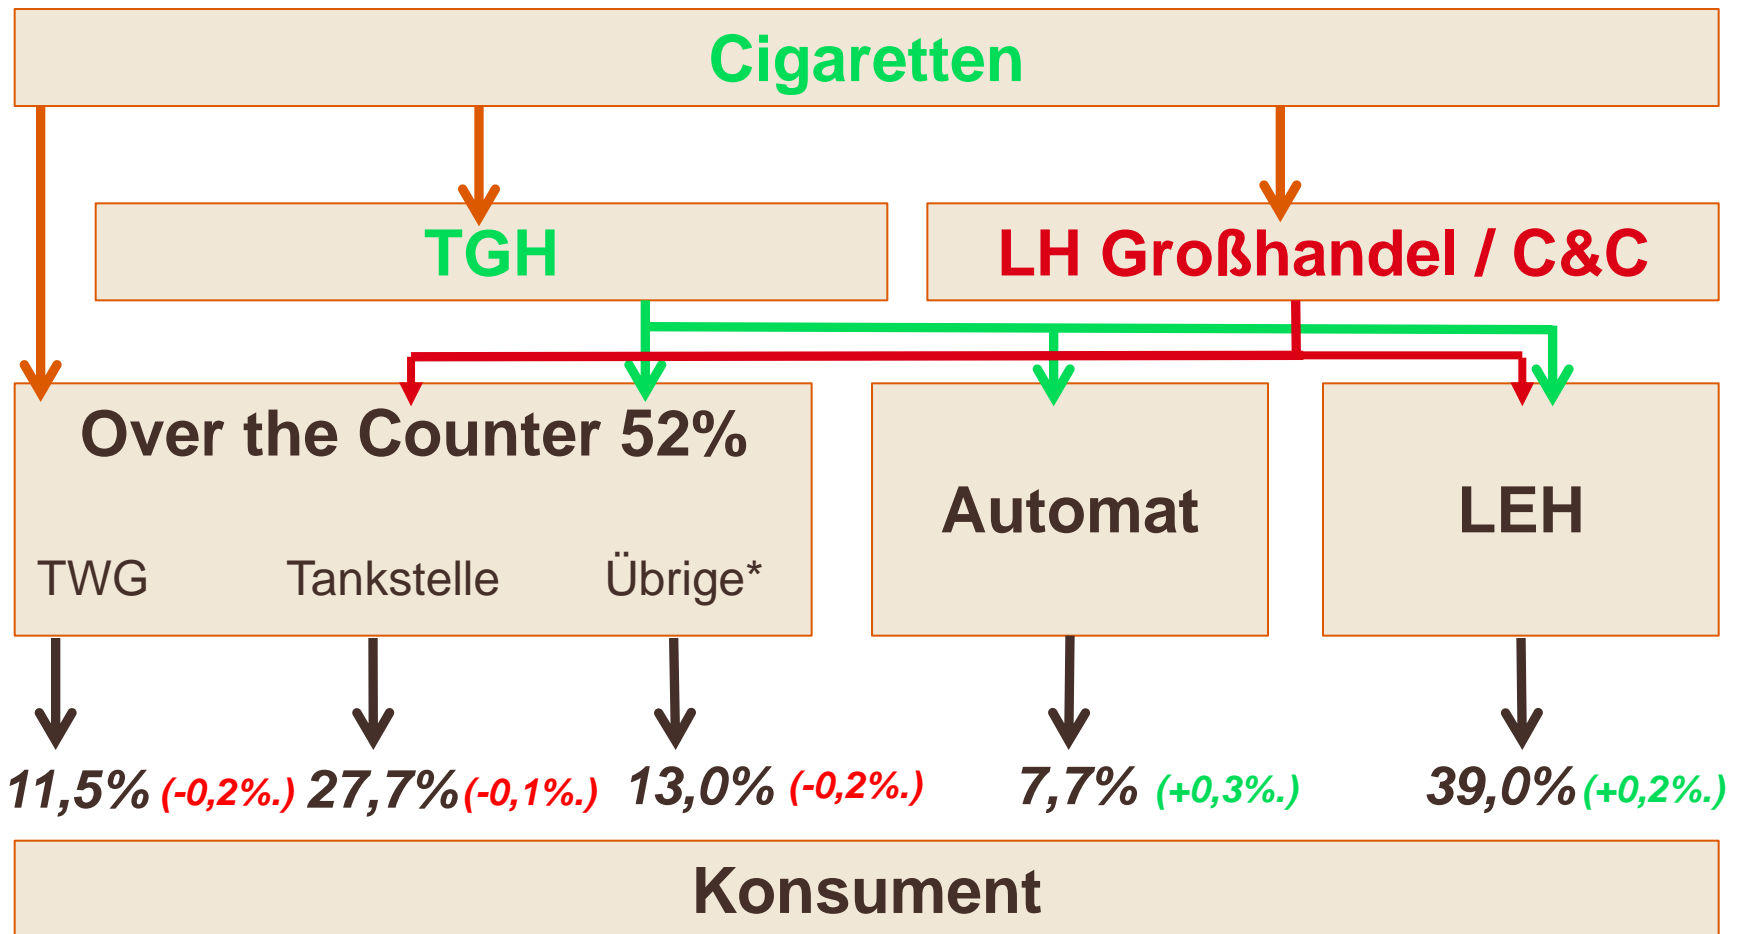 Cigaretten
TGH
LH Großhandel / C&C
Over the Counter 52%
TWG Tankstelle Übrige*
Automat
LEH
11,5% (-0,2%.) 27,7% (-0,1%.) 13,0% (-0,2%.) 7,7% (+0,3%.) 39,0% (+0,2%.)
Konsument